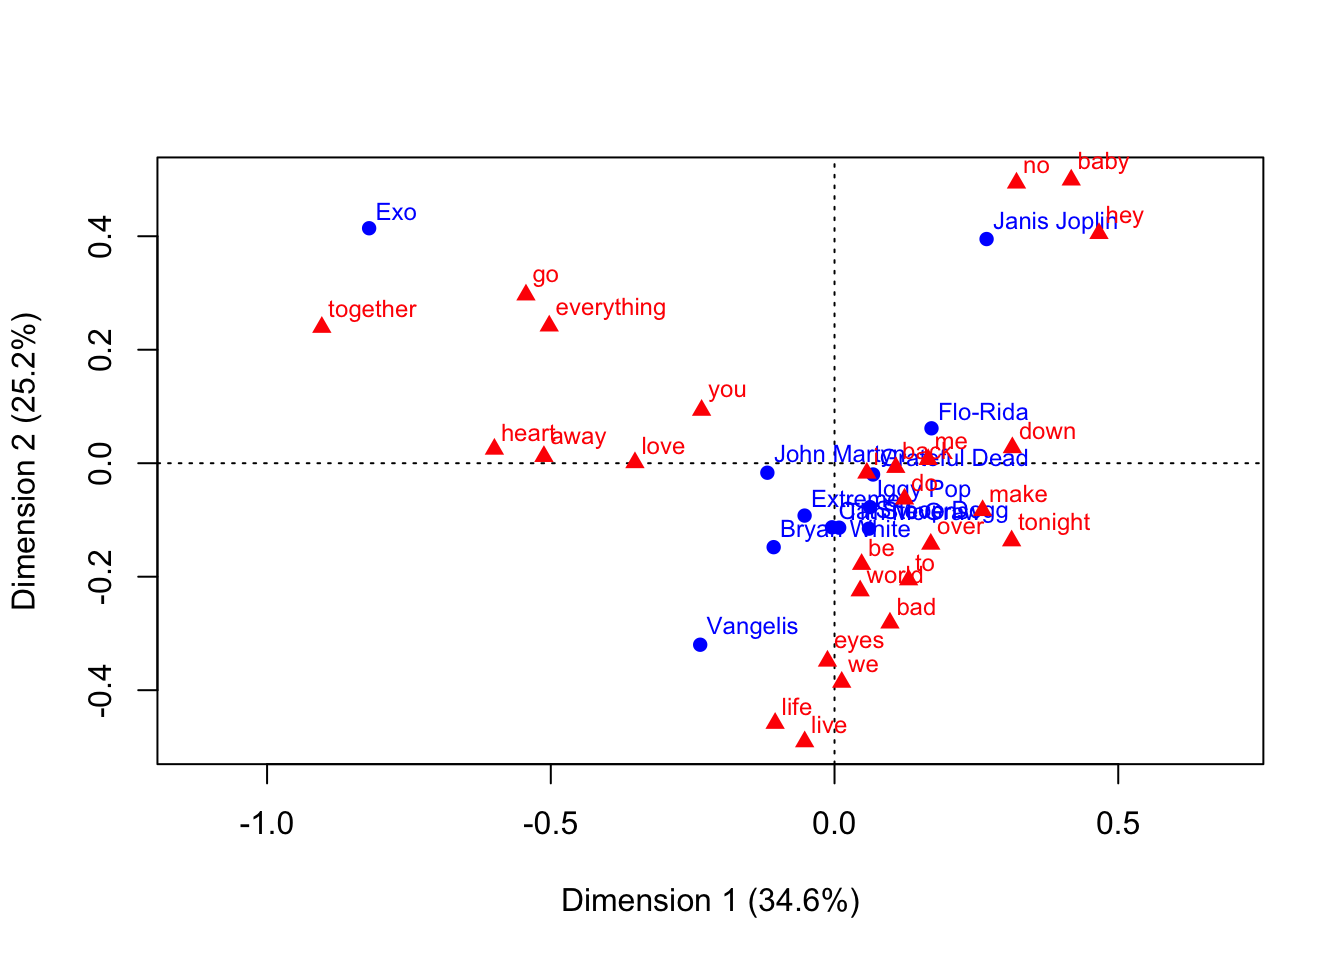 no
baby
Exo
Janis Joplin
hey
go
together
everything
you
Flo-Rida
down
heart
away
love
John Martyn
back
me
Grateful Dead
Iggy Pop
do
make
Extreme
tonight
over
Bryan White
be
to
world
bad
Vangelis
eyes
we
life
live
0.4
0.2
0.0
-0.2
-0.4
Dimension 2 (25.2%)
-1.0
-0.5
0.0
0.5
Dimension 1 (34.6%)